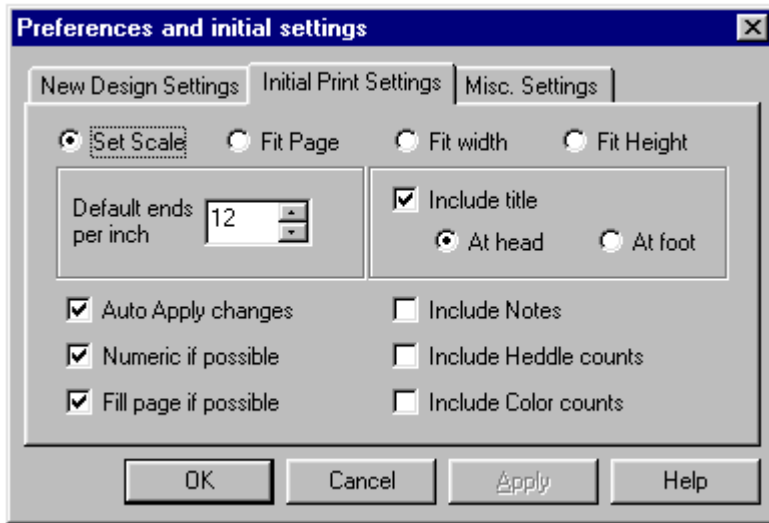 Preferences and initial settings
New Design Settings Initial Print Settings Misc. Settings
Set Scale Fit Page Fit width Fit Height
Default ends
per inch
12
Include title
At head At foot
Auto Apply changes Include Notes
Numeric if possible Include Heddle counts
Fill page if possible Include Color counts
OK Cancel Apply Help